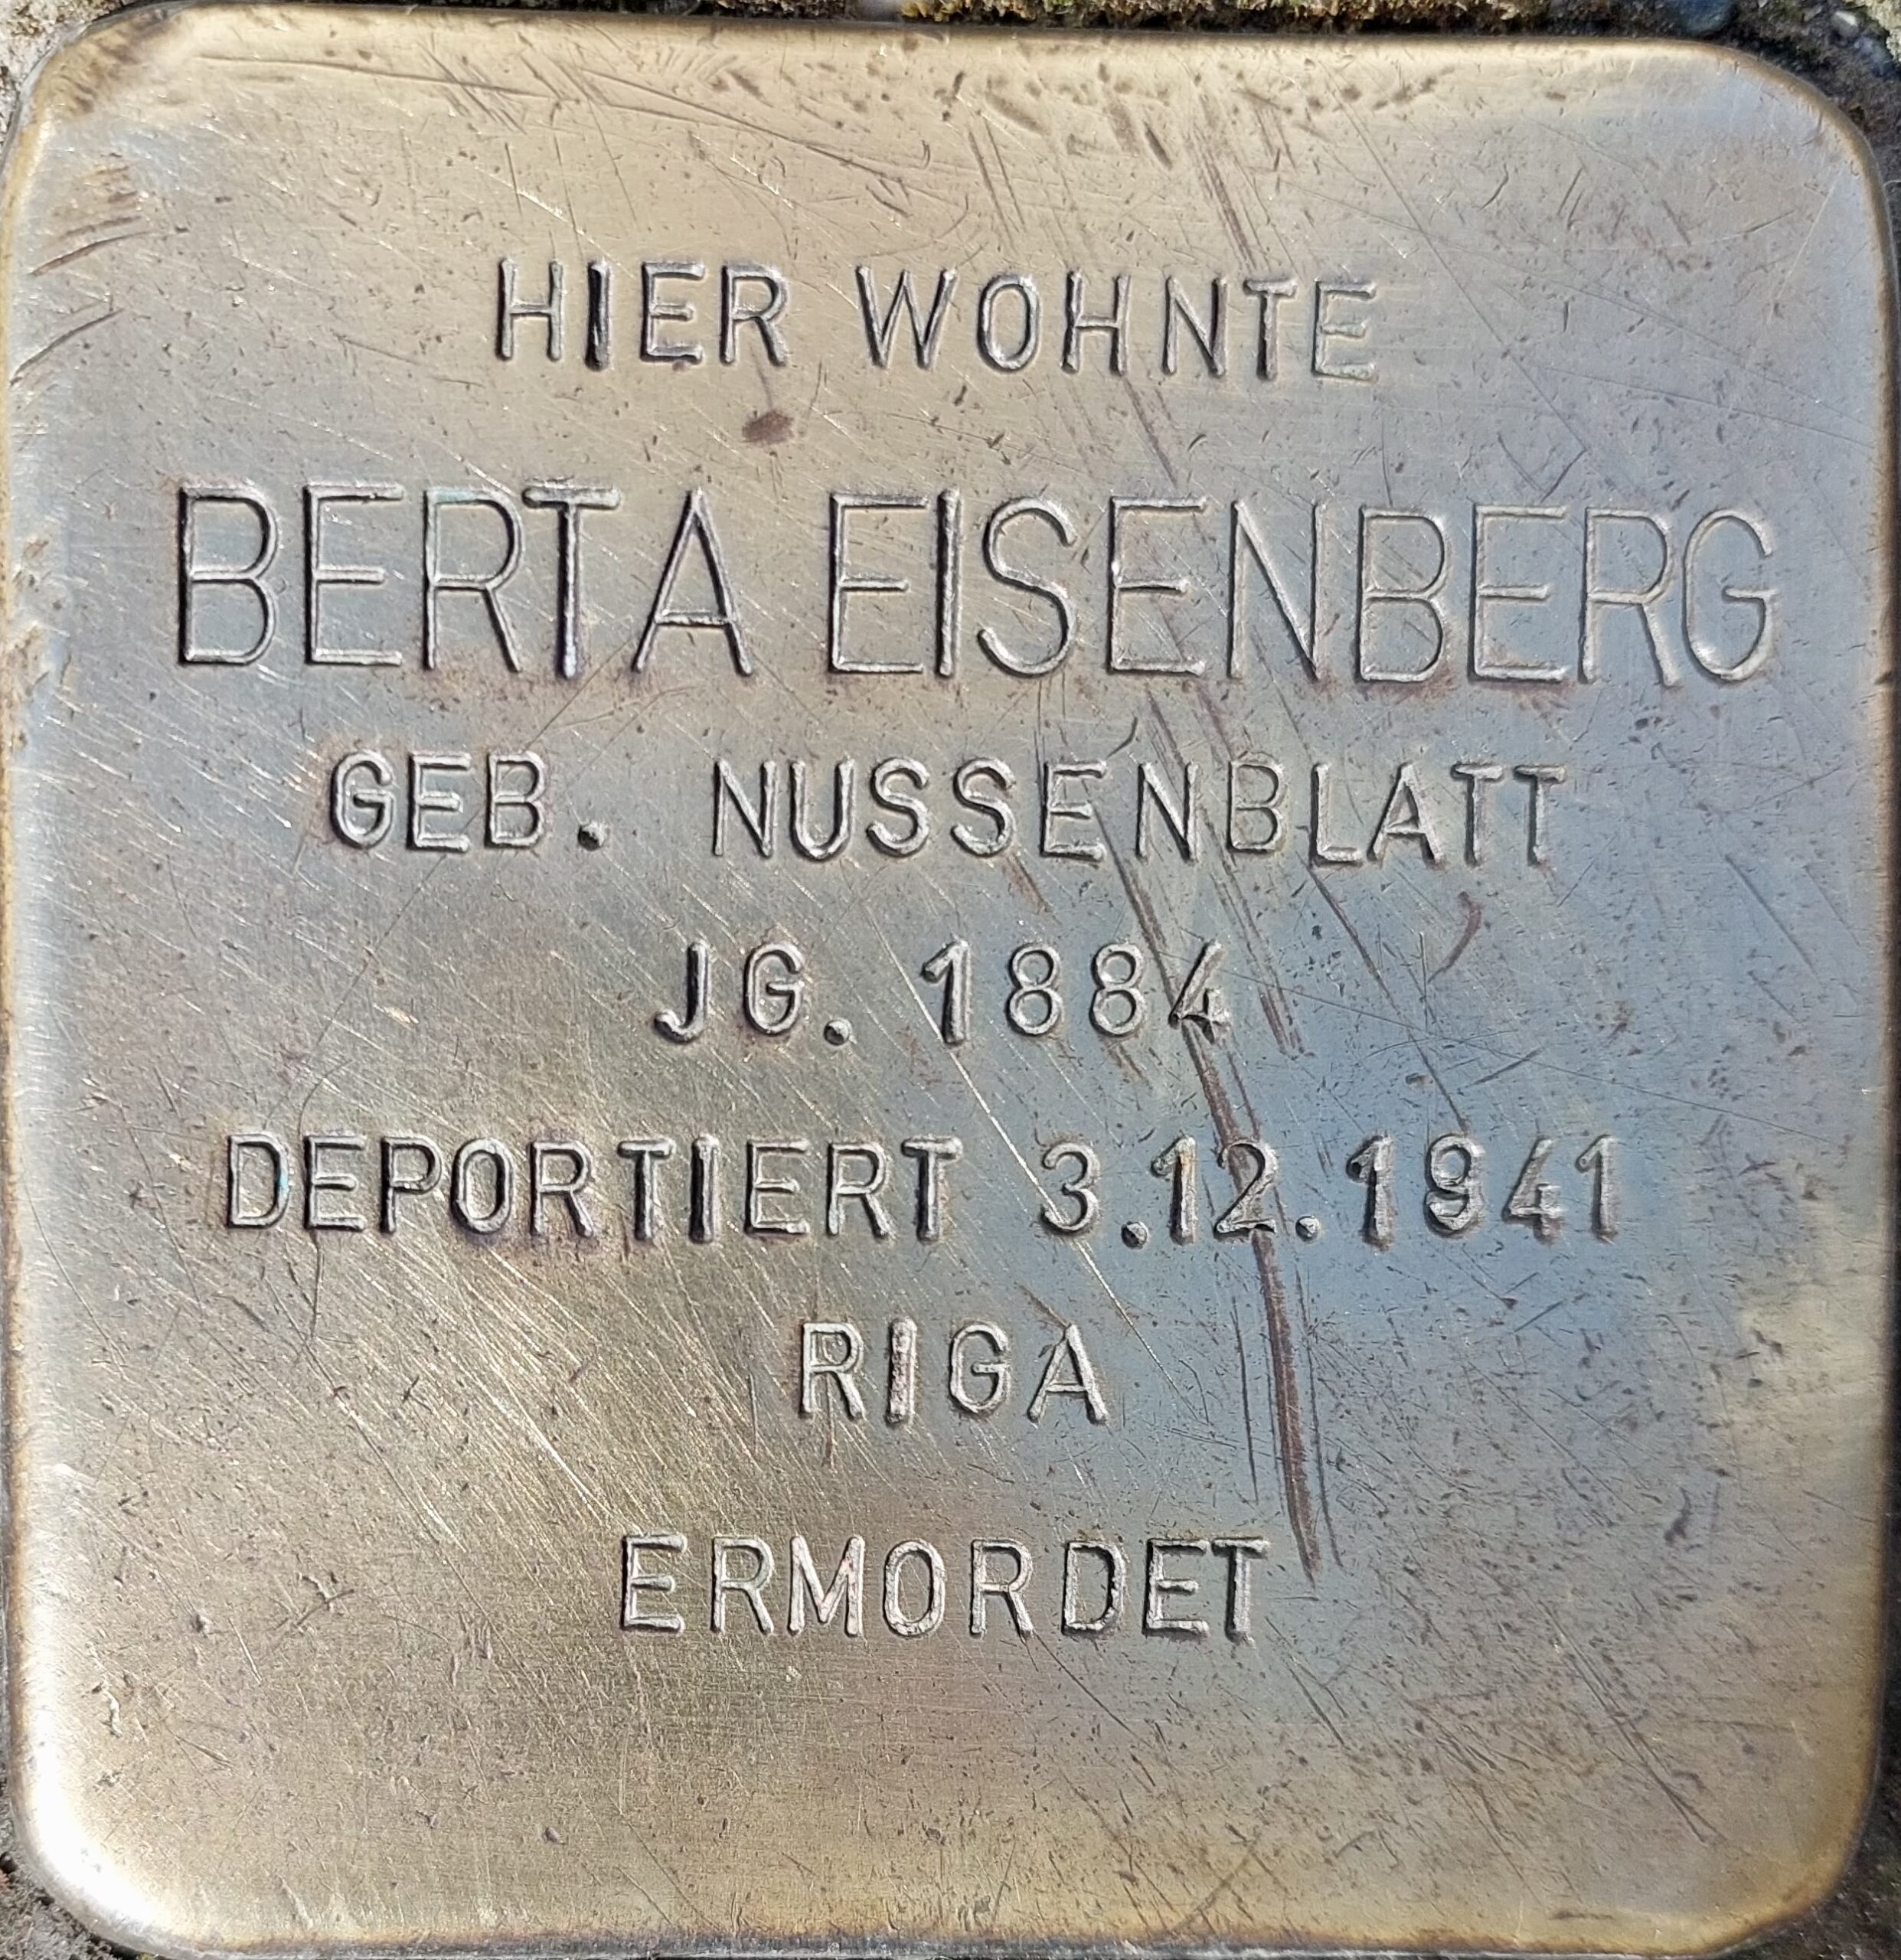 HIER WOHNTE
BERTA EISENBERG
GEB. NUSSENBLATT
JG. 1884
DEPORTIERT 3.12.1941
RIGA
ERMORDET